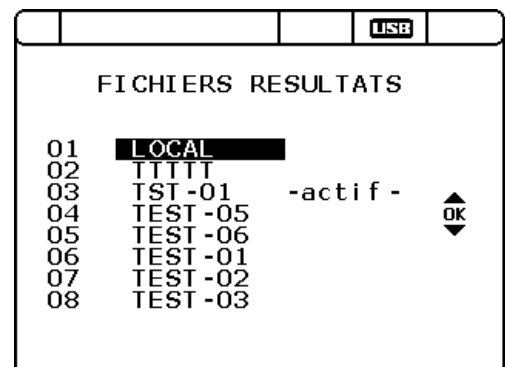 USB
FICHIERS RESULTATS
01 LOCAL
02 TTTTT
03 TST-01 -actif-
04 TEST-05
05 TEST-06
06 TEST-01
07 TEST-02
08 TEST-03
OK